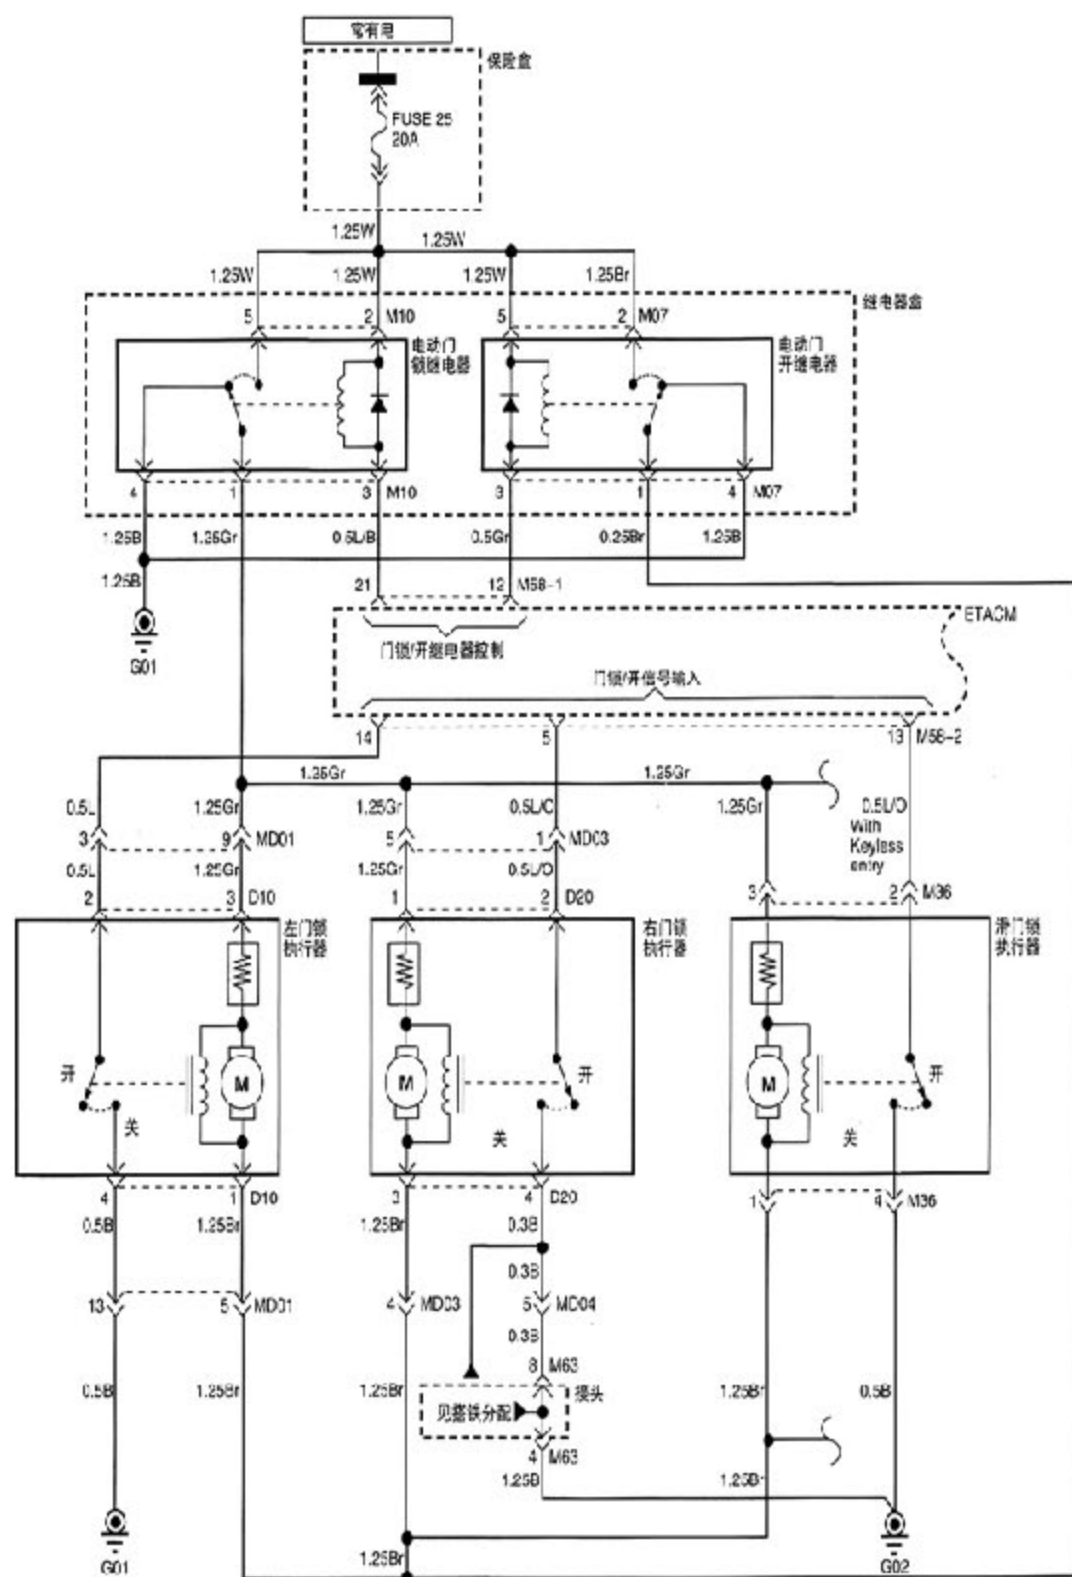 常有电
保险盒
FUSE 25
20A
1.25W 1.25W
1.25W 1.25W 1.25W 1.25Br
继电器盒
5 2 M10 5 2 M07
电动门
锁继电器
电动门
开继电器
4 1 3 M10 3 1 4 M07
1.25B 1.25Gr 0.5L/B 0.5Gr 0.25Br 1.25B
1.25B 21 12 M58-1
G01
ETACM
门锁/开继电器控制
门锁/开信号输入
14 5 13 M58-2
1.25Gr 1.25Gr
0.5L 1.25Gr 1.25Gr 0.5L/O 1.25Gr 0.5L/O
With
Keyless
entry
3 9 MD01 5 1 MD03
0.5L 1.25Gr 1.25Gr 0.5L/O
2 3 D10 1 2 D20 3 2 M36
左门锁
执行器
右门锁
执行器
滑门锁
执行器
M M M
开 开 开
关 关 关
4 1 D10 3 4 D20 1 4 M36
0.5B 1.25Br 1.25Br 0.3B
0.3B
13 5 MD01 4 MD03 5 MD04
0.3B
8 M63
接头
0.5B 1.25Br 1.25Br 1.25Br 0.5B
见搭铁分配
4 M63
1.25B 1.25Br
G01 1.25Br G02